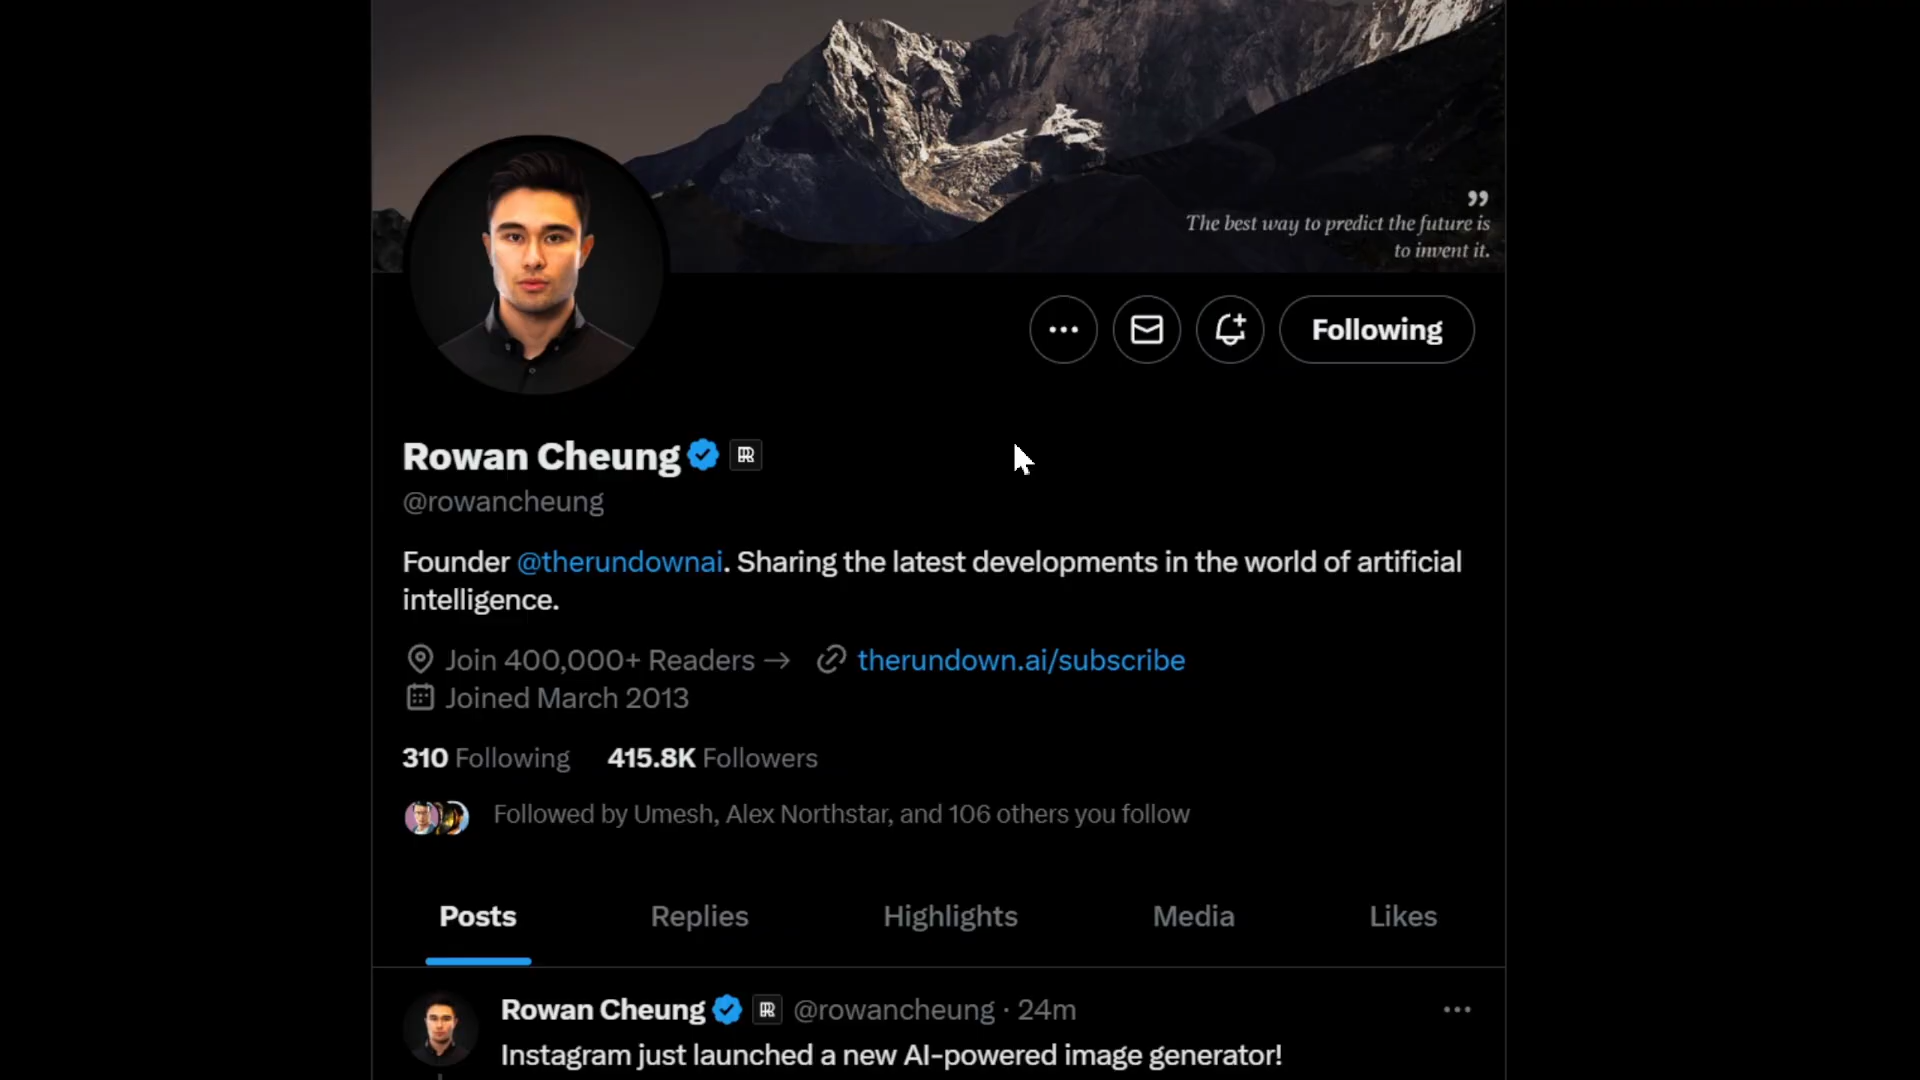 ”
The best way to predict the future is
to invent it.
Following
Rowan Cheung
@rowancheung
Founder @therundownai. Sharing the latest developments in the world of artificial
intelligence.
Join 400,000+ Readers → therundown.ai/subscribe
Joined March 2013
310 Following 415.8K Followers
Followed by Umesh, Alex Northstar, and 106 others you follow
Posts Replies Highlights Media Likes
Rowan Cheung @rowancheung · 24m
Instagram just launched a new AI-powered image generator!